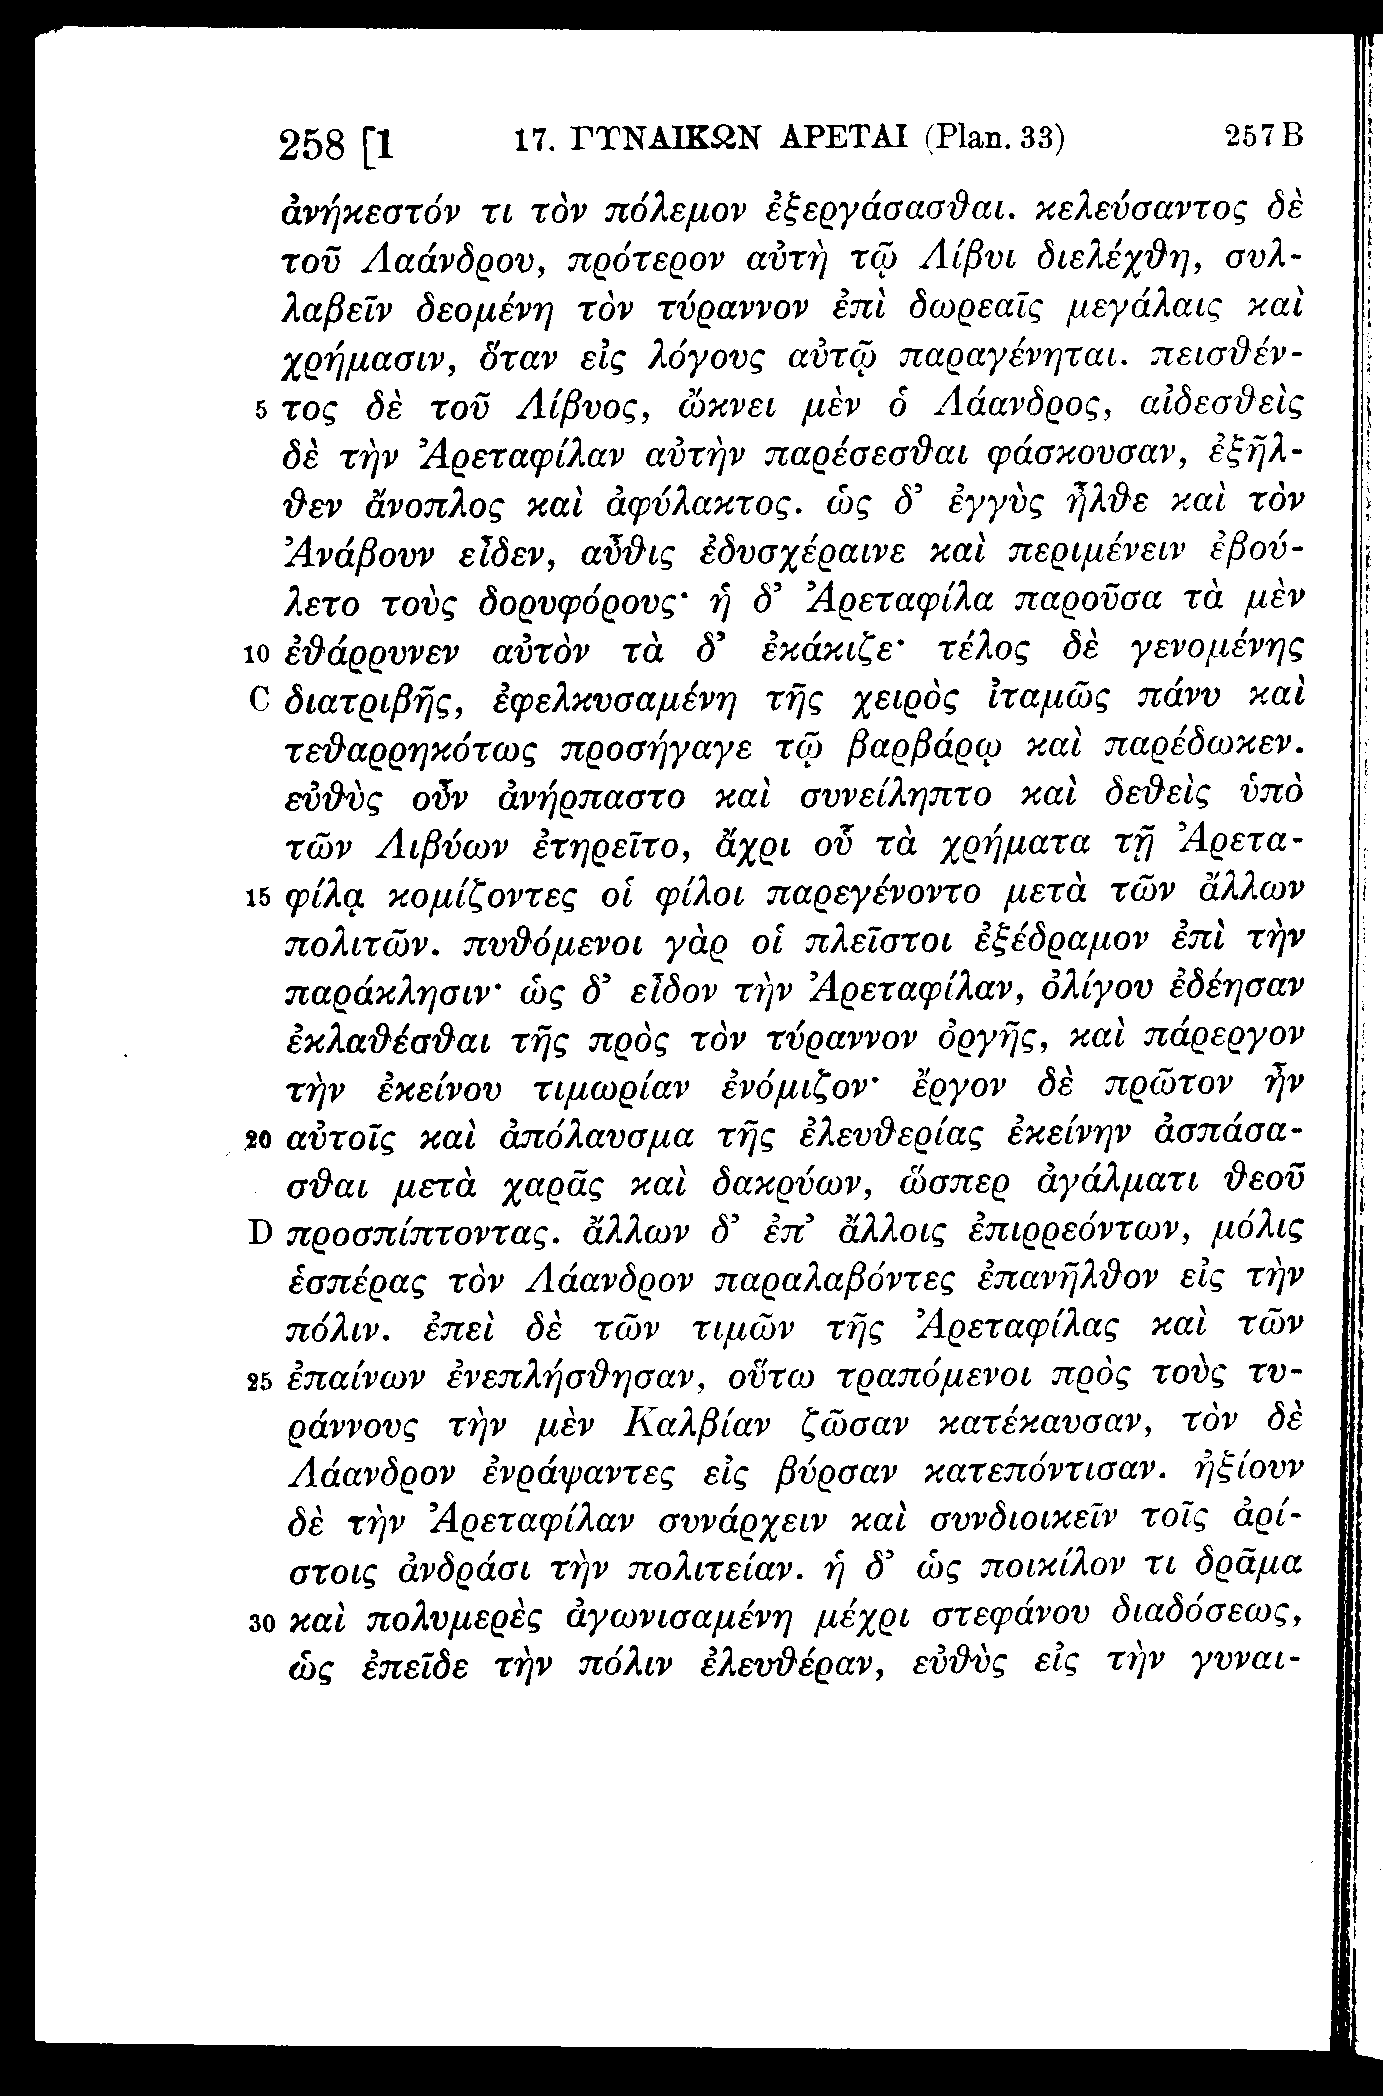 258 [1 17. ΓΥΝΑΙΚΩΝ ΑΡΕΤΑΙ (Plan. 33) 257 B
ἀνήκεστόν τι τὸν πόλεμον ἐξεργάσασθαι. κελεύσαντος δὲ
τοῦ Λαάνδρου, πρότερον αὐτὴ τῷ Λίβυι διελέχθη, συλ-
λαβεῖν δεομένη τὸν τύραννον ἐπὶ δωρεαῖς μεγάλαις καὶ
χρήμασιν, ὅταν εἰς λόγους αὐτῷ παραγένηται. πεισθέν-
5 τος δὲ τοῦ Λίβυος, ὤκνει μὲν ὁ Λάανδρος, αἰδεσθεὶς
δὲ τὴν Ἀρεταφίλαν αὐτὴν παρέσεσθαι φάσκουσαν, ἐξῆλ-
θεν ἄνοπλος καὶ ἀφύλακτος. ὡς δ’ ἐγγὺς ἦλθε καὶ τὸν
Ἀνάβουν εἶδεν, αὖθις ἐδυσχέραινε καὶ περιμένειν ἐβού-
λετο τοὺς δορυφόρους· ἡ δ’ Ἀρεταφίλα παροῦσα τὰ μὲν
10 ἐθάρρυνεν αὐτὸν τὰ δ’ ἐκάκιζε· τέλος δὲ γενομένης
C διατριβῆς, ἐφελκυσαμένη τῆς χειρὸς ἰταμῶς πάνυ καὶ
τεθαρρηκότως προσήγαγε τῷ βαρβάρῳ καὶ παρέδωκεν.
εὐθὺς οὖν ἀνήρπαστο καὶ συνείληπτο καὶ δεθεὶς ὑπὸ
τῶν Λιβύων ἐτηρεῖτο, ἄχρι οὗ τὰ χρήματα τῇ Ἀρετα-
15 φίλᾳ κομίζοντες οἱ φίλοι παρεγένοντο μετὰ τῶν ἄλλων
πολιτῶν. πυθόμενοι γὰρ οἱ πλεῖστοι ἐξέδραμον ἐπὶ τὴν
παράκλησιν· ὡς δ’ εἶδον τὴν Ἀρεταφίλαν, ὀλίγου ἐδέησαν
ἐκλαθέσθαι τῆς πρὸς τὸν τύραννον ὀργῆς, καὶ πάρεργον
τὴν ἐκείνου τιμωρίαν ἐνόμιζον· ἔργον δὲ πρῶτον ἦν
20 αὐτοῖς καὶ ἀπόλαυσμα τῆς ἐλευθερίας ἐκείνην ἀσπάσα-
σθαι μετὰ χαρᾶς καὶ δακρύων, ὥσπερ ἀγάλματι θεοῦ
D προσπίπτοντας. ἄλλων δ’ ἐπ’ ἄλλοις ἐπιρρεόντων, μόλις
ἑσπέρας τὸν Λάανδρον παραλαβόντες ἐπανῆλθον εἰς τὴν
πόλιν. ἐπεὶ δὲ τῶν τιμῶν τῆς Ἀρεταφίλας καὶ τῶν
25 ἐπαίνων ἐνεπλήσθησαν, οὕτω τραπόμενοι πρὸς τοὺς τυ-
ράννους τὴν μὲν Καλβίαν ζῶσαν κατέκαυσαν, τὸν δὲ
Λάανδρον ἐνράψαντες εἰς βύρσαν κατεπόντισαν. ἠξίουν
δὲ τὴν Ἀρεταφίλαν συνάρχειν καὶ συνδιοικεῖν τοῖς ἀρί-
στοις ἀνδράσι τὴν πολιτείαν. ἡ δ’ ὡς ποικίλον τι δρᾶμα
30 καὶ πολυμερὲς ἀγωνισαμένη μέχρι στεφάνου διαδόσεως,
ὡς ἐπεῖδε τὴν πόλιν ἐλευθέραν, εὐθὺς εἰς τὴν γυναι-